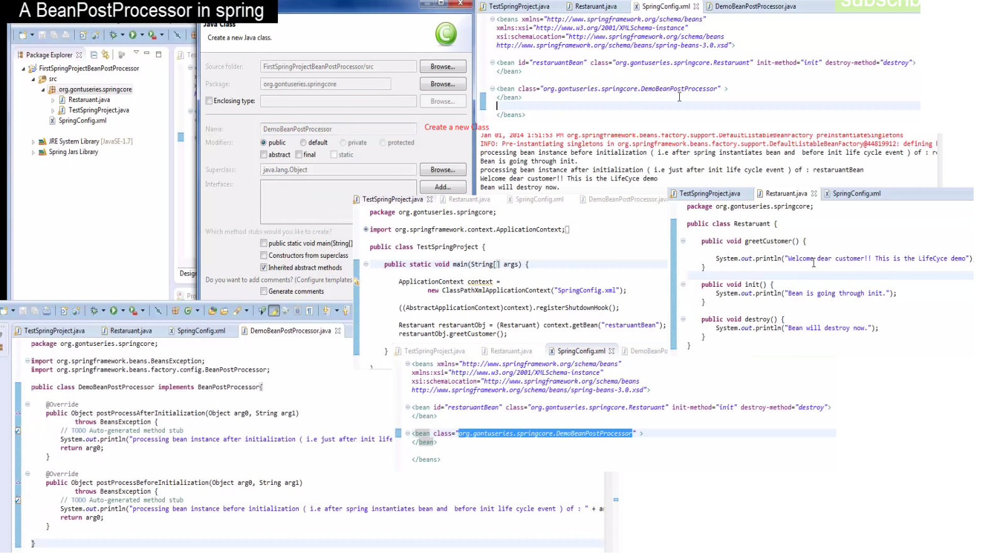 A BeanPostProcessor in spring
Package Explorer
FirstSpringProjectBeanPostProcessor
src
org.gontuseries.springcore
Restaruant.java
TestSpringProject.java
SpringConfig.xml
JRE System Library [JavaSE-1.7]
Spring Jars Library
Java Class
Create a new Java class.
Source folder: FirstSpringProjectBeanPostProcessor/src Browse...
Package: org.gontuseries.springcore Browse...
Enclosing type: Browse...
Name: DemoBeanPostProcessor
Create a new Class
Modifiers: public default private protected
abstract final static
Superclass: java.lang.Object Browse...
Interfaces: Add...
Which method stubs would you like to create?
public static void main(String[]
Constructors from superclass
Inherited abstract methods
Do you want to add comments? (Configure templates
Generate comments
TestSpringProject.java Restaruant.java SpringConfig.xml DemoBeanPostProcessor.java
<beans xmlns="http://www.springframework.org/schema/beans"
xmlns:xsi="http://www.w3.org/2001/XMLSchema-instance"
xsi:schemaLocation="http://www.springframework.org/schema/beans
http://www.springframework.org/schema/beans/spring-beans-3.0.xsd">
<bean id="restaruantBean" class="org.gontuseries.springcore.Restaruant" init-method="init" destroy-method="destroy">
</bean>
<bean class="org.gontuseries.springcore.DemoBeanPostProcessor" >
</bean>
</beans>
Jan 01, 2014 1:51:53 PM org.springframework.beans.factory.support.DefaultListableBeanFactory preInstantiateSingletons
INFO: Pre-instantiating singletons in org.springframework.beans.factory.support.DefaultListableBeanFactory@44819912: defining
processing bean instance before initialization ( i.e after spring instantiates bean and  before init life cycle event ) of : re
Bean is going through init.
processing bean instance after initialization ( i.e just after init life cycle event ) of : restaruantBean
Welcome dear customer!! This is the LifeCyce demo
Bean will destroy now.
TestSpringProject.java Restaruant.java SpringConfig.xml DemoBeanPostProcessor.java
package org.gontuseries.springcore;
import org.springframework.context.ApplicationContext;
public class TestSpringProject {
public static void main(String[] args) {
ApplicationContext context =
new ClassPathXmlApplicationContext("SpringConfig.xml");
((AbstractApplicationContext)context).registerShutdownHook();
Restaruant restaruantObj = (Restaruant) context.getBean("restaruantBean");
restaruantObj.greetCustomer();
}
}
TestSpringProject.java Restaruant.java SpringConfig.xml
package org.gontuseries.springcore;
public class Restaruant {
public void greetCustomer() {
System.out.println("Welcome dear customer!! This is the LifeCyce demo")
}
public void init() {
System.out.println("Bean is going through init.");
}
public void destroy() {
System.out.println("Bean will destroy now.");
}
}
TestSpringProject.java Restaruant.java SpringConfig.xml DemoBeanPostProcessor.java
package org.gontuseries.springcore;
import org.springframework.beans.BeansException;
import org.springframework.beans.factory.config.BeanPostProcessor;
public class DemoBeanPostProcessor implements BeanPostProcessor{
@Override
public Object postProcessAfterInitialization(Object arg0, String arg1)
throws BeansException {
// TODO Auto-generated method stub
System.out.println("processing bean instance after initialization ( i.e just after init life
return arg0;
}
@Override
public Object postProcessBeforeInitialization(Object arg0, String arg1)
throws BeansException {
// TODO Auto-generated method stub
System.out.println("processing bean instance before initialization ( i.e after spring instantiates bean and  before init life cycle event ) of : " + ar
return arg0;
}
}
TestSpringProject.java Restaruant.java SpringConfig.xml DemoBeanPo
<beans xmlns="http://www.springframework.org/schema/beans"
xmlns:xsi="http://www.w3.org/2001/XMLSchema-instance"
xsi:schemaLocation="http://www.springframework.org/schema/beans
http://www.springframework.org/schema/beans/spring-beans-3.0.xsd">
<bean id="restaruantBean" class="org.gontuseries.springcore.Restaruant" init-method="init" destroy-method="destroy">
</bean>
<bean class="org.gontuseries.springcore.DemoBeanPostProcessor" >
</bean>
</beans>